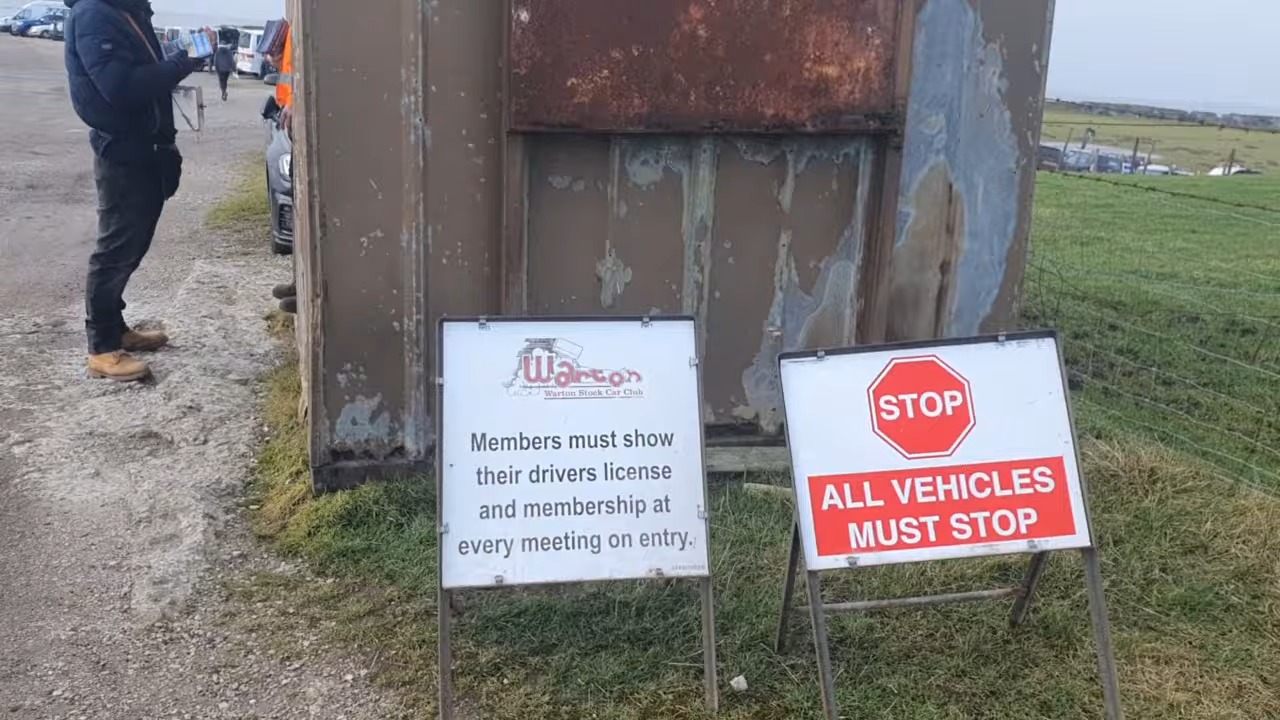 Warton
Warton Stock Car Club
Members must show
their drivers license
and membership at
every meeting on entry.
STOP
ALL VEHICLES
MUST STOP